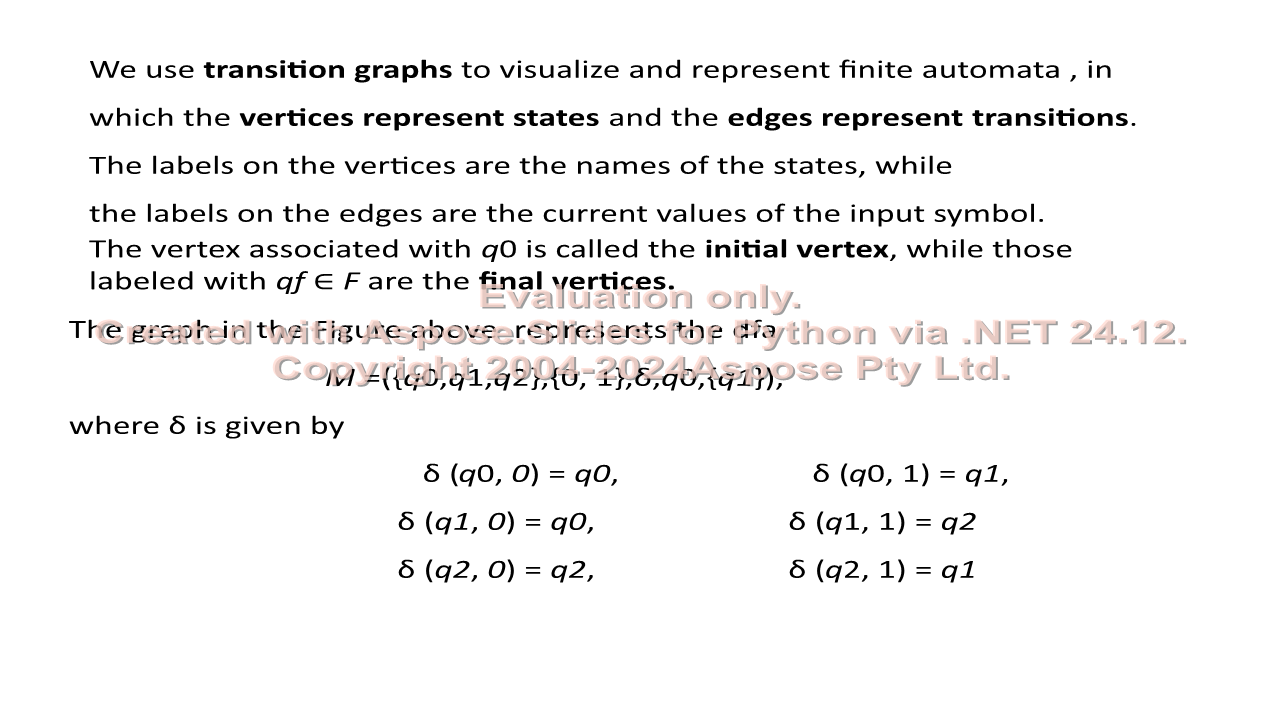 We use transition graphs to visualize and represent finite automata , in
which the vertices represent states and the edges represent transitions.
The labels on the vertices are the names of the states, while
the labels on the edges are the current values of the input symbol.
The vertex associated with q0 is called the initial vertex, while those
labeled with qf ∈ F are the final vertices.
Evaluation only.
The graph in the Figure above, represents the dfa
Created with Aspose.Slides for Python via .NET 24.12.
Copyright 2004-2024Aspose Pty Ltd.
M =({q0,q1,q2},{0, 1},δ,q0,{q1}),
where δ is given by
δ (q0, 0) = q0, δ (q0, 1) = q1,
δ (q1, 0) = q0, δ (q1, 1) = q2
δ (q2, 0) = q2, δ (q2, 1) = q1